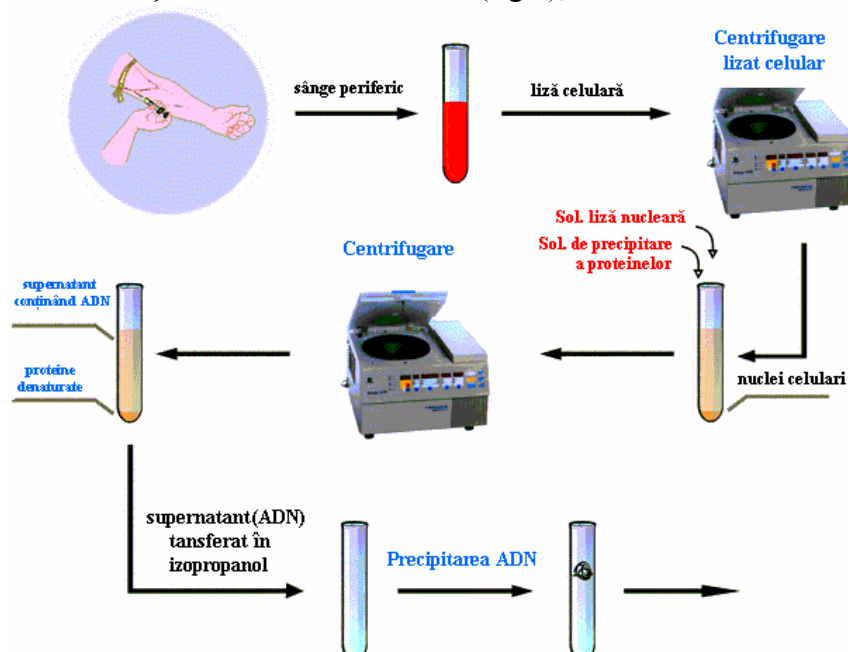 Centrifugare
lizat celular
sânge periferic
liză celulară
Sol. liză nucleară
Sol. de precipitare
a proteinelor
Centrifugare
supernatant
conținând ADN
proteine
denaturate
nuclei celulari
supernatant(ADN)
tansferat în
izopropanol
Precipitarea ADN